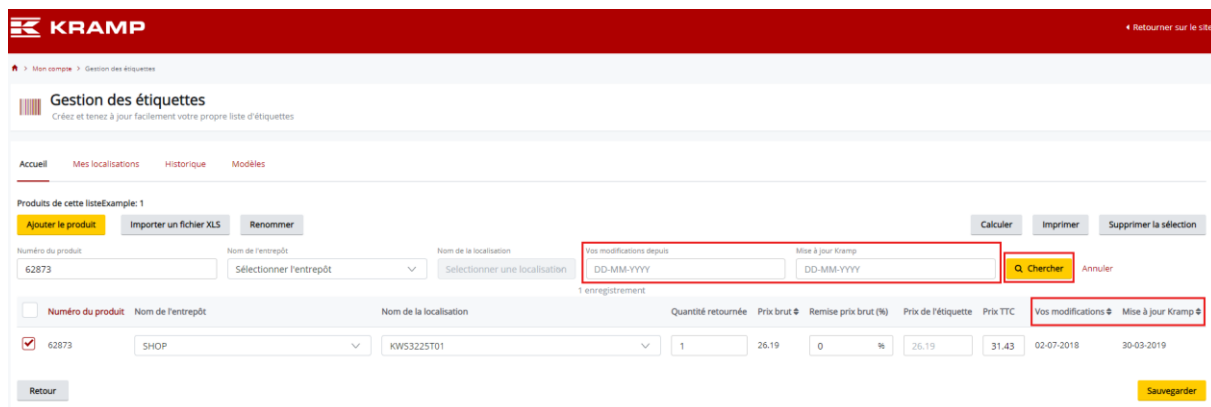 KRAMP
Retourner sur le site
> Mon compte > Gestion des étiquettes
Gestion des étiquettes
Créez et tenez à jour facilement votre propre liste d'étiquettes
Accueil Mes localisations Historique Modèles
Produits de cette listeExample: 1
Ajouter le produit Importer un fichier XLS Renommer Calculer Imprimer Supprimer la sélection
Numéro du produit Nom de l'entrepôt Nom de la localisation Vos modifications depuis Mise à jour Kramp
62873 Sélectionner l'entrepôt Selectionner une localisation DD-MM-YYYY DD-MM-YYYY Chercher Annuler
1 enregistrement
Numéro du produit Nom de l'entrepôt Nom de la localisation Quantité retournée Prix brut Remise prix brut (%) Prix de l'étiquette Prix TTC Vos modifications Mise à jour Kramp
62873 SHOP KWS3225T01 1 26.19 0 % 26.19 31.43 02-07-2018 30-03-2019
Retour Sauvegarder